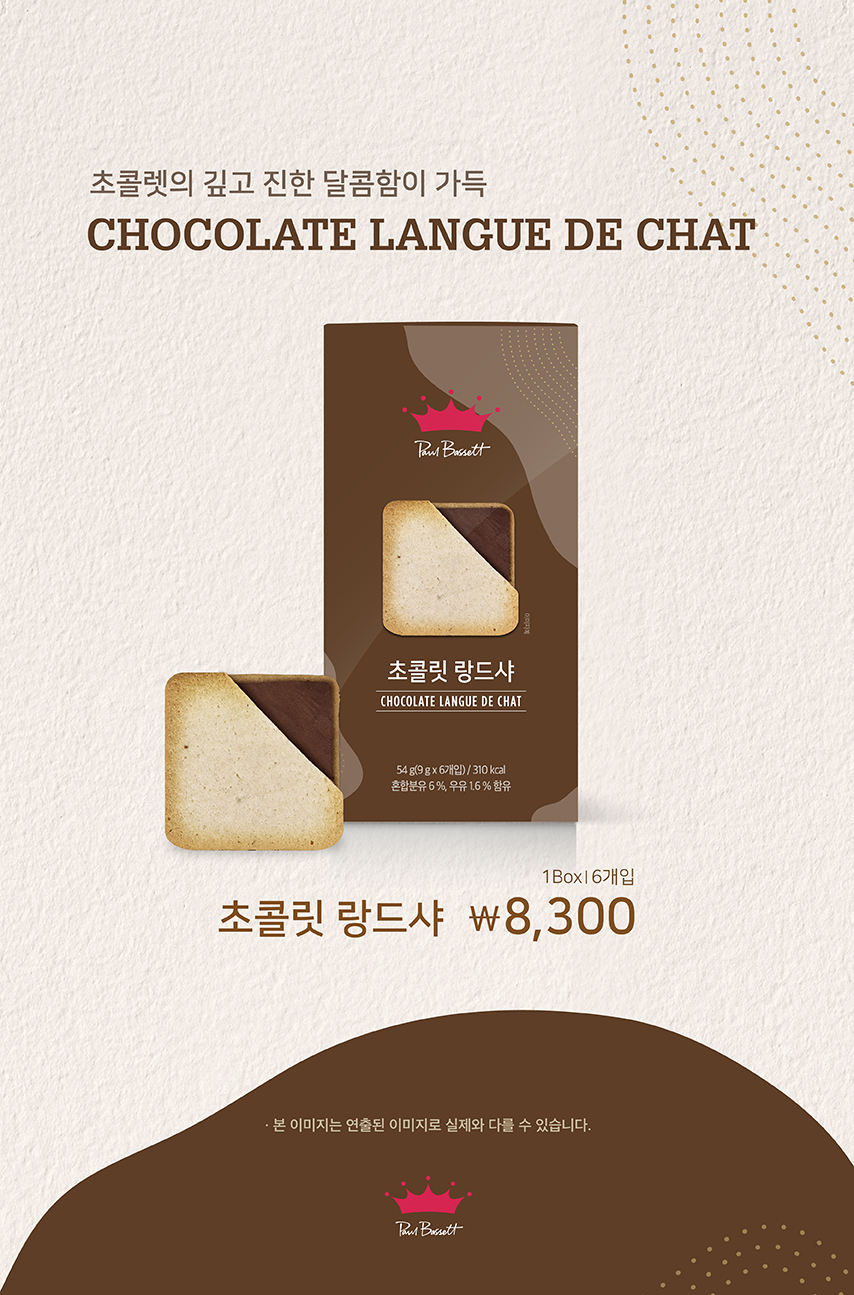 초콜렛의 깊고 진한 달콤함이 가득
CHOCOLATE LANGUE DE CHAT
Paul Bassett
초콜릿 랑드샤
CHOCOLATE LANGUE DE CHAT
54 g(9 g x 6개입) / 310 kcal
혼합분유 6 %, 우유 1.6 % 함유
1Box | 6개입
초콜릿 랑드샤 ₩8,300
· 본 이미지는 연출된 이미지로 실제와 다를 수 있습니다.
Paul Bassett